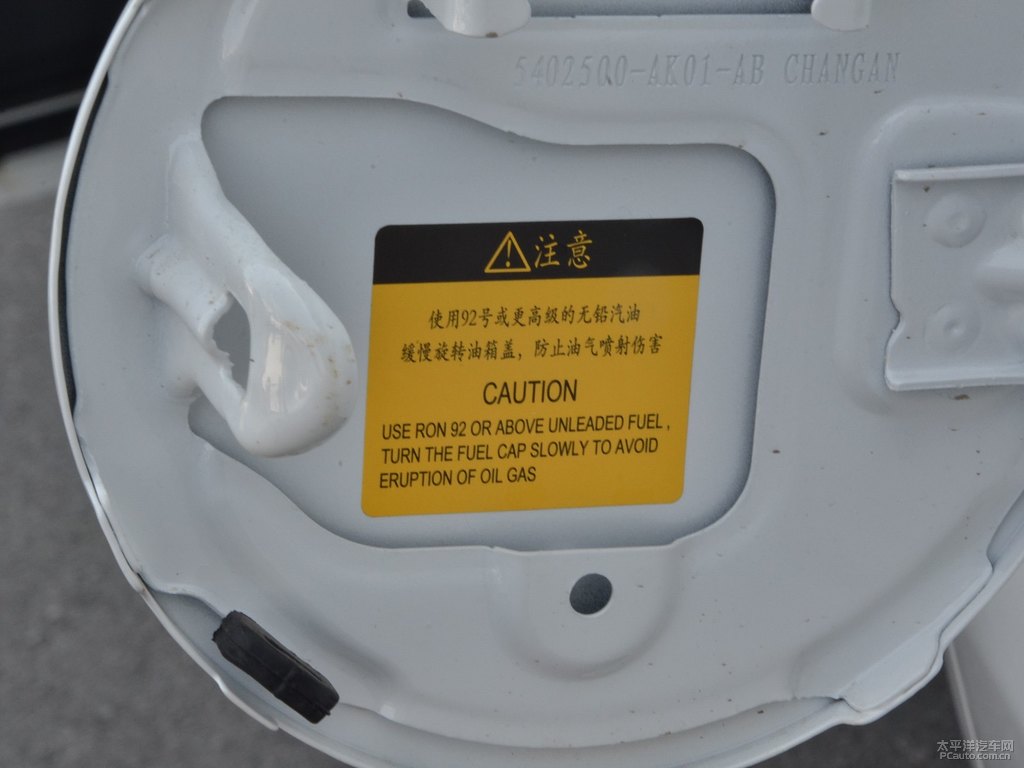 5402500-AK01-AB CHANGAN
注意
使用92号或更高级的无铅汽油
缓慢旋转油箱盖，防止油气喷射伤害
CAUTION
USE RON 92 OR ABOVE UNLEADED FUEL,
TURN THE FUEL CAP SLOWLY TO AVOID
ERUPTION OF OIL GAS
太平洋汽车网
PCauto.com.cn